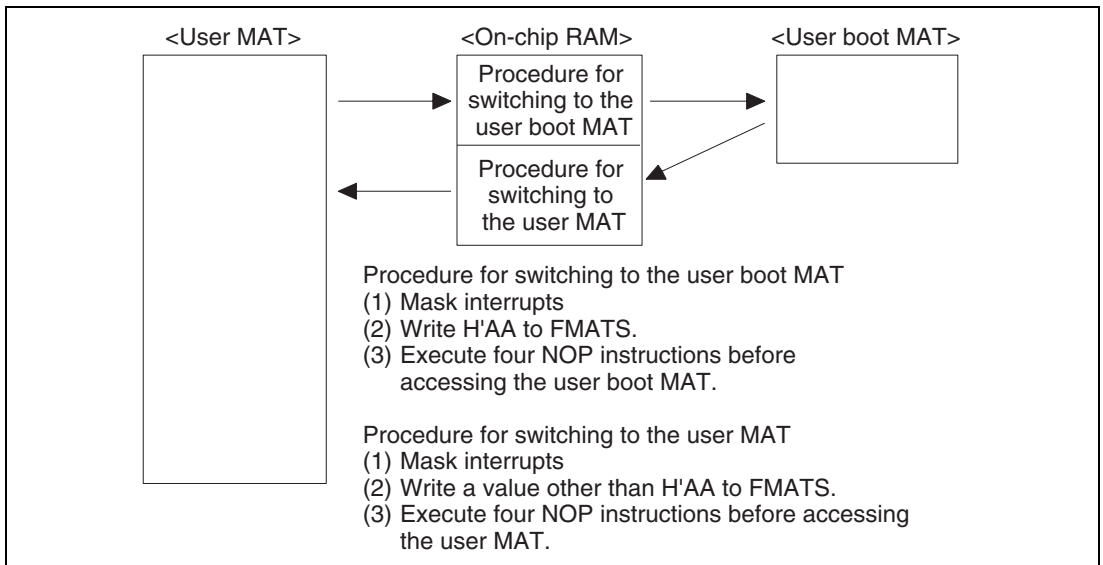 <User MAT>
<On-chip RAM>
<User boot MAT>
Procedure for
switching to the
user boot MAT
Procedure for
switching to
the user MAT
Procedure for switching to the user boot MAT
(1) Mask interrupts
(2) Write H'AA to FMATS.
(3) Execute four NOP instructions before
accessing the user boot MAT.
Procedure for switching to the user MAT
(1) Mask interrupts
(2) Write a value other than H'AA to FMATS.
(3) Execute four NOP instructions before accessing
the user MAT.